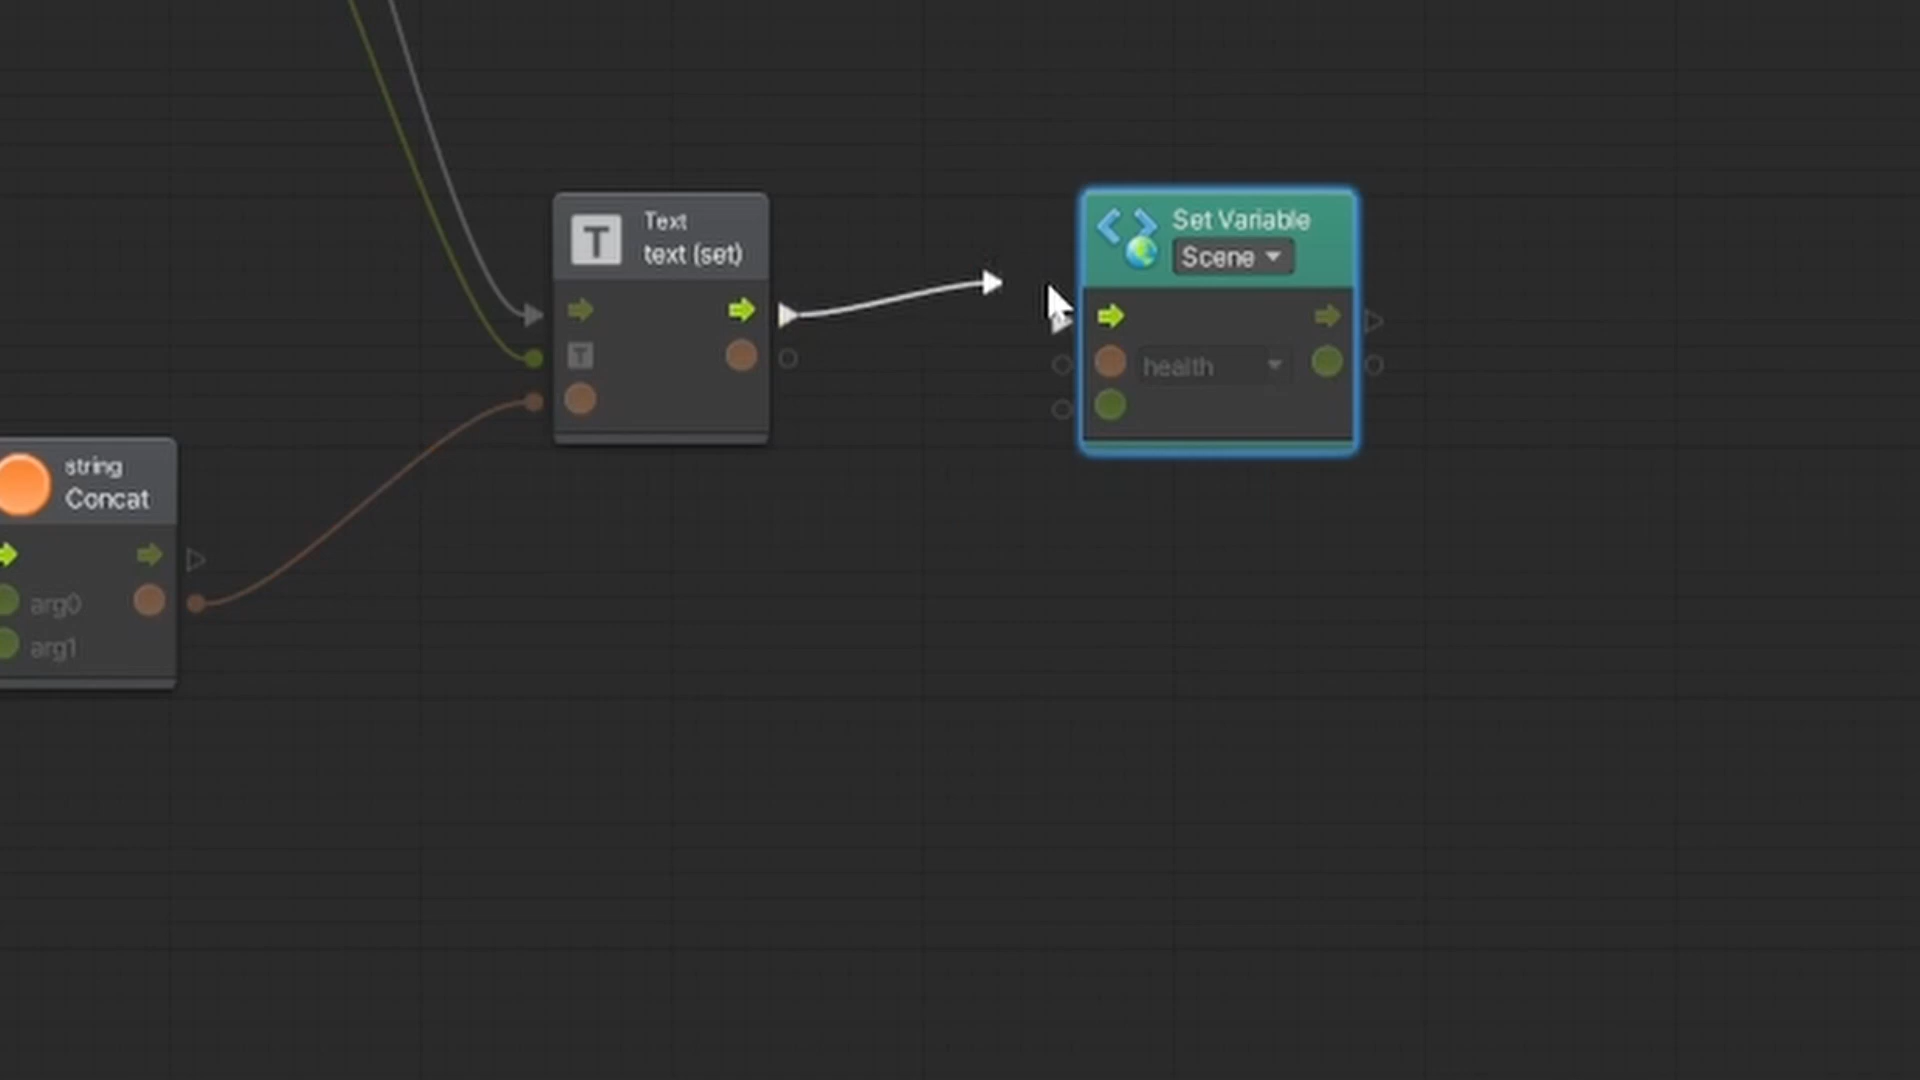 Text
text (set)
T
T
Set Variable
Scene
health
string
Concat
arg0
arg1